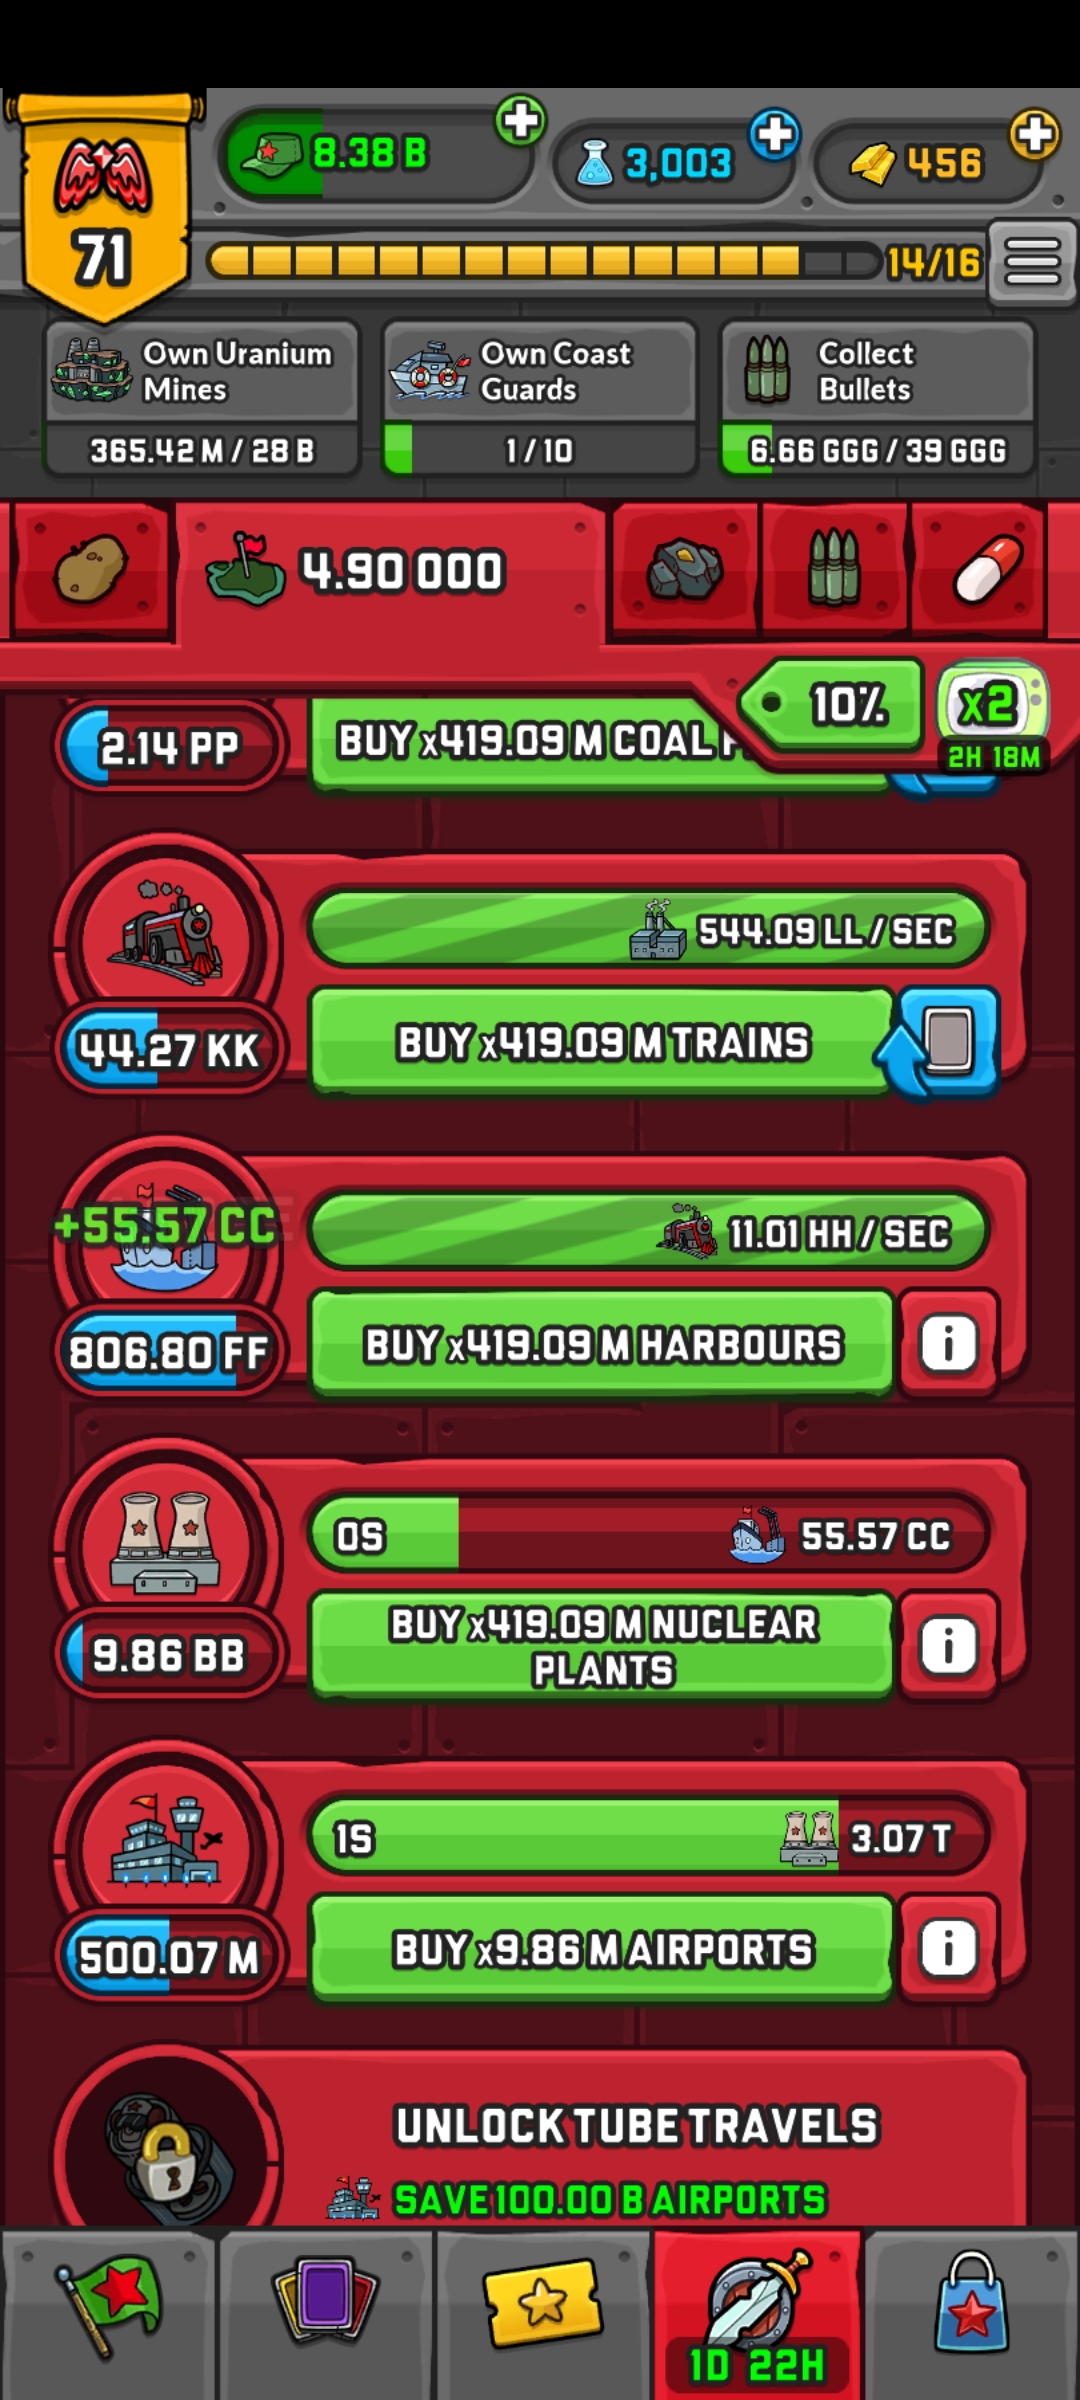 8.38 B
3,003
456
71
14/16
Own Uranium
Mines
365.42 M / 28 B
Own Coast
Guards
1 / 10
Collect
Bullets
6.66 GGG / 39 GGG
4.90 000
10%
x2
2H 18M
2.14 PP
BUY x419.09 M COAL
544.09 LL / SEC
44.27 KK
BUY x419.09 M TRAINS
+55.57 CC
11.01 HH / SEC
806.80 FF
BUY x419.09 M HARBOURS
i
0S
55.57 CC
9.86 BB
BUY x419.09 M NUCLEAR
PLANTS
i
1S
3.07 T
500.07 M
BUY x9.86 M AIRPORTS
i
UNLOCK TUBE TRAVELS
SAVE 100.00 B AIRPORTS
1D 22H